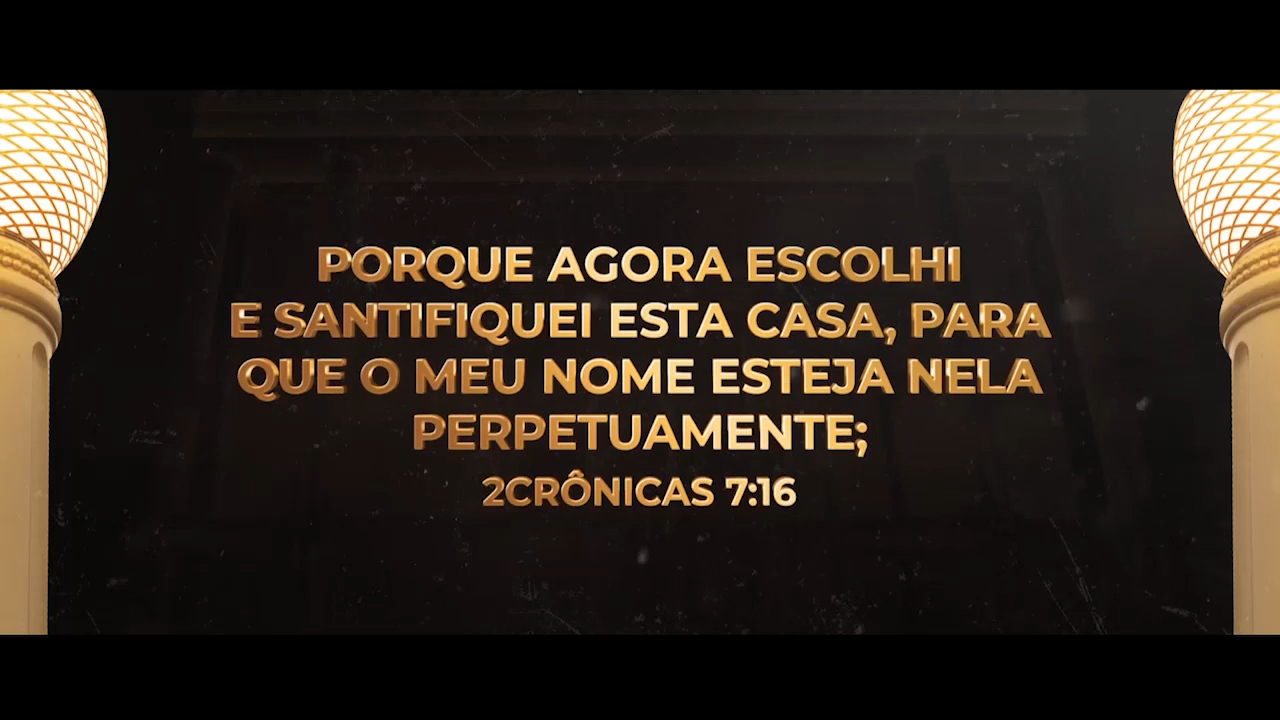 PORQUE AGORA ESCOLHI
E SANTIFIQUEI ESTA CASA, PARA
QUE O MEU NOME ESTEJA NELA
PERPETUAMENTE;
2CRÔNICAS 7:16